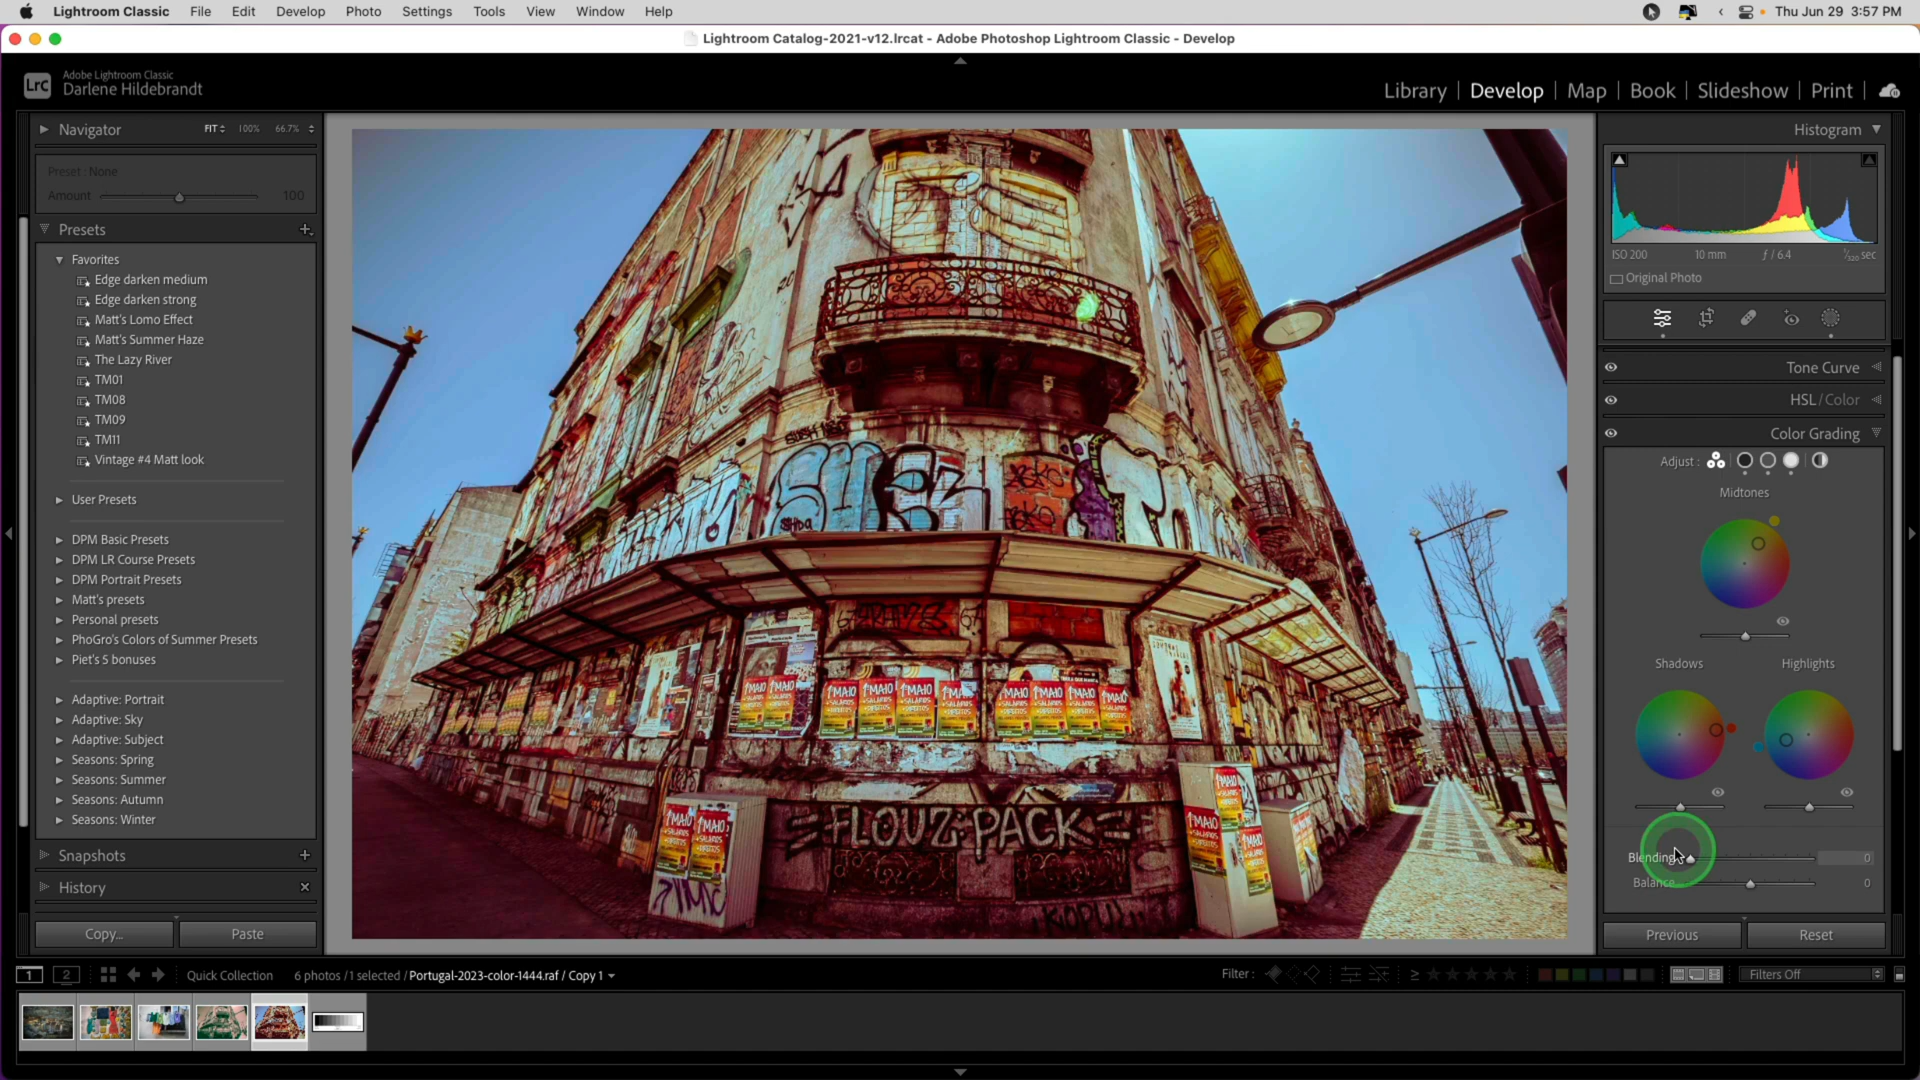 Lightroom Classic File Edit Develop Photo Settings Tools View Window Help Thu Jun 29 3:57 PM
Lightroom Catalog-2021-v12.lrcat - Adobe Photoshop Lightroom Classic - Develop
Lrc Adobe Lightroom Classic
Darlene Hildebrandt
Library | Develop | Map | Book | Slideshow | Print |
Navigator FIT 100% 66.7%
Preset : None
Amount 100
Presets
Favorites
Edge darken medium
Edge darken strong
Matt's Lomo Effect
Matt's Summer Haze
The Lazy River
TM01
TM08
TM09
TM11
Vintage #4 Matt look
User Presets
DPM Basic Presets
DPM LR Course Presets
DPM Portrait Presets
Matt's presets
Personal presets
PhoGro's Colors of Summer Presets
Piet's 5 bonuses
Adaptive: Portrait
Adaptive: Sky
Adaptive: Subject
Seasons: Spring
Seasons: Summer
Seasons: Autumn
Seasons: Winter
Snapshots
History
Copy... Paste
FLOUZ PACK
1 MAIO
+SALÁRIOS
+DIREITOS
Histogram
ISO 200 10 mm ƒ / 6.4 1/320 sec
Original Photo
Tone Curve
HSL / Color
Color Grading
Adjust :
Midtones
Shadows Highlights
Blending 0
Balance 0
Previous Reset
1 2 Quick Collection 6 photos / 1 selected / Portugal-2023-color-1444.raf / Copy 1 Filter : ≥ Filters Off